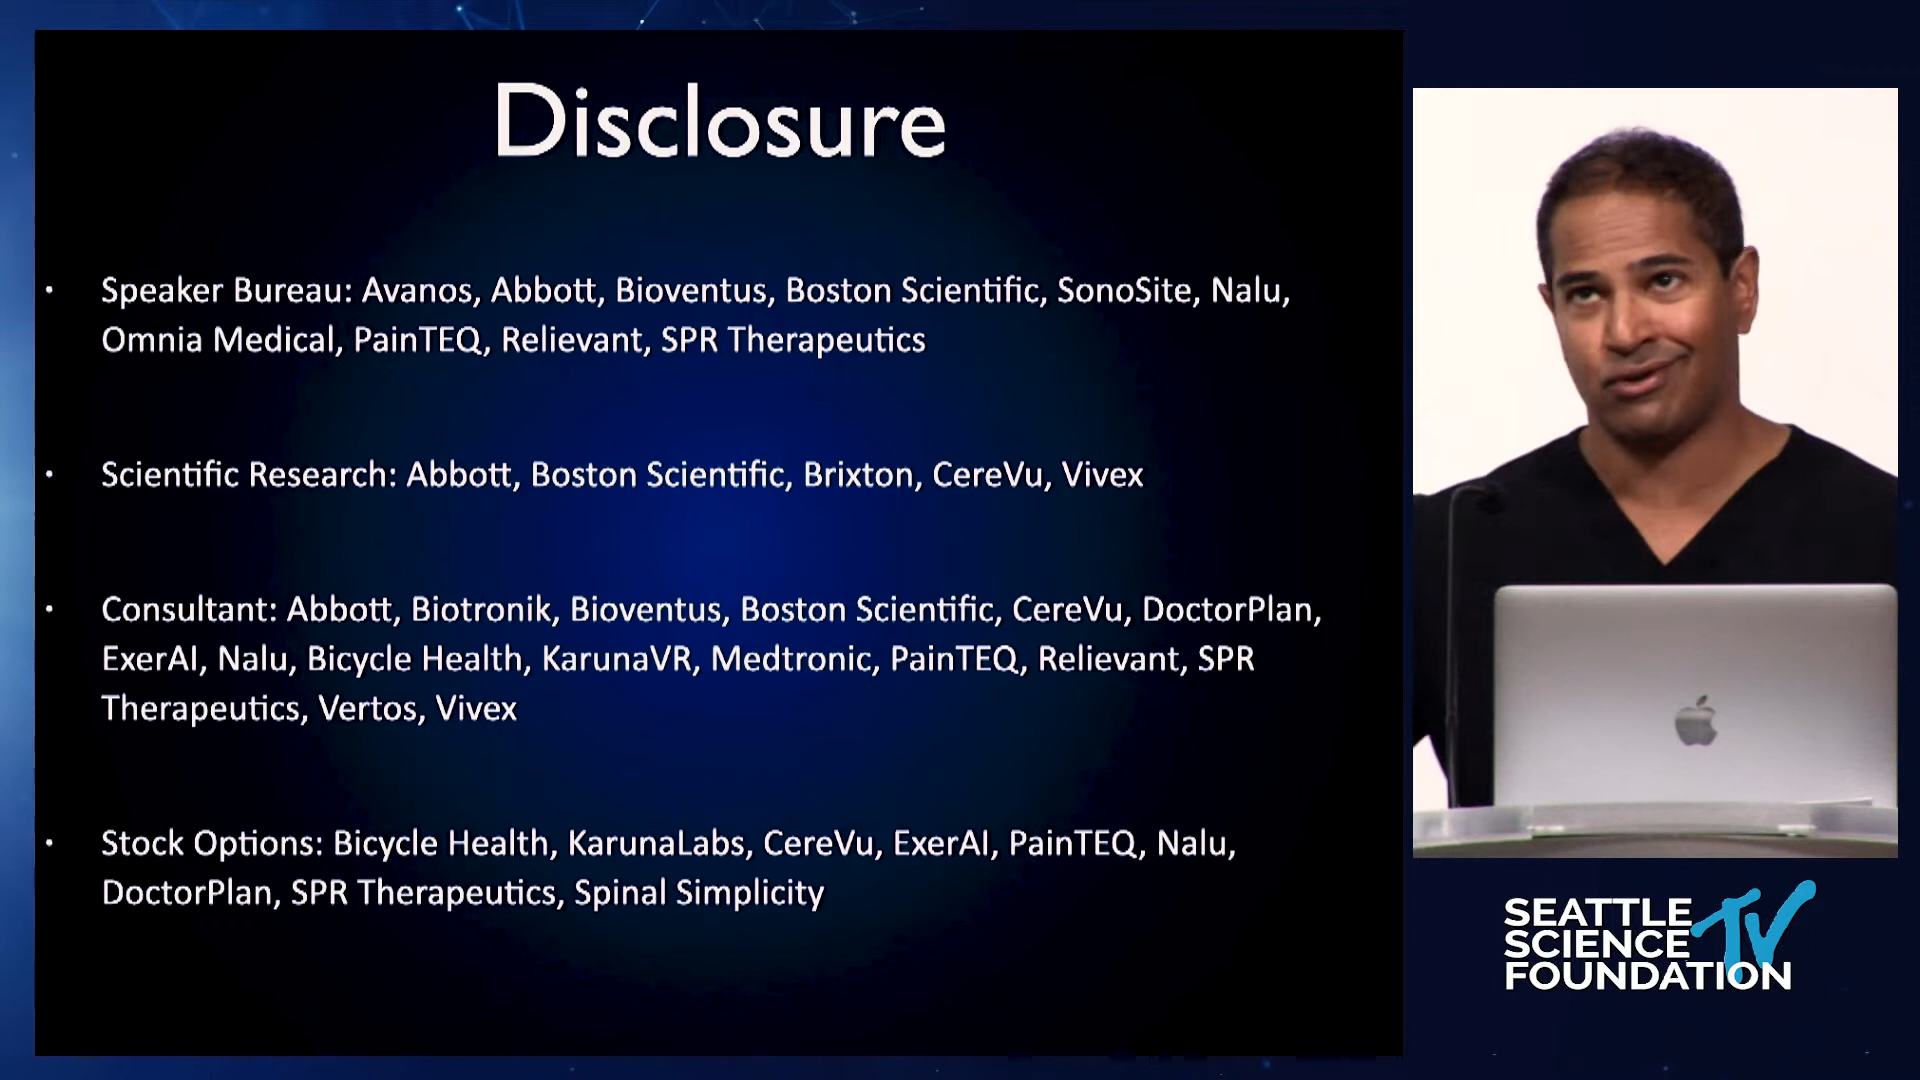 Disclosure
• Speaker Bureau: Avanos, Abbott, Bioventus, Boston Scientific, SonoSite, Nalu,
Omnia Medical, PainTEQ, Relievant, SPR Therapeutics
• Scientific Research: Abbott, Boston Scientific, Brixton, CereVu, Vivex
• Consultant: Abbott, Biotronik, Bioventus, Boston Scientific, CereVu, DoctorPlan,
ExerAI, Nalu, Bicycle Health, KarunaVR, Medtronic, PainTEQ, Relievant, SPR
Therapeutics, Vertos, Vivex
• Stock Options: Bicycle Health, KarunaLabs, CereVu, ExerAI, PainTEQ, Nalu,
DoctorPlan, SPR Therapeutics, Spinal Simplicity
SEATTLE
SCIENCE TV
FOUNDATION